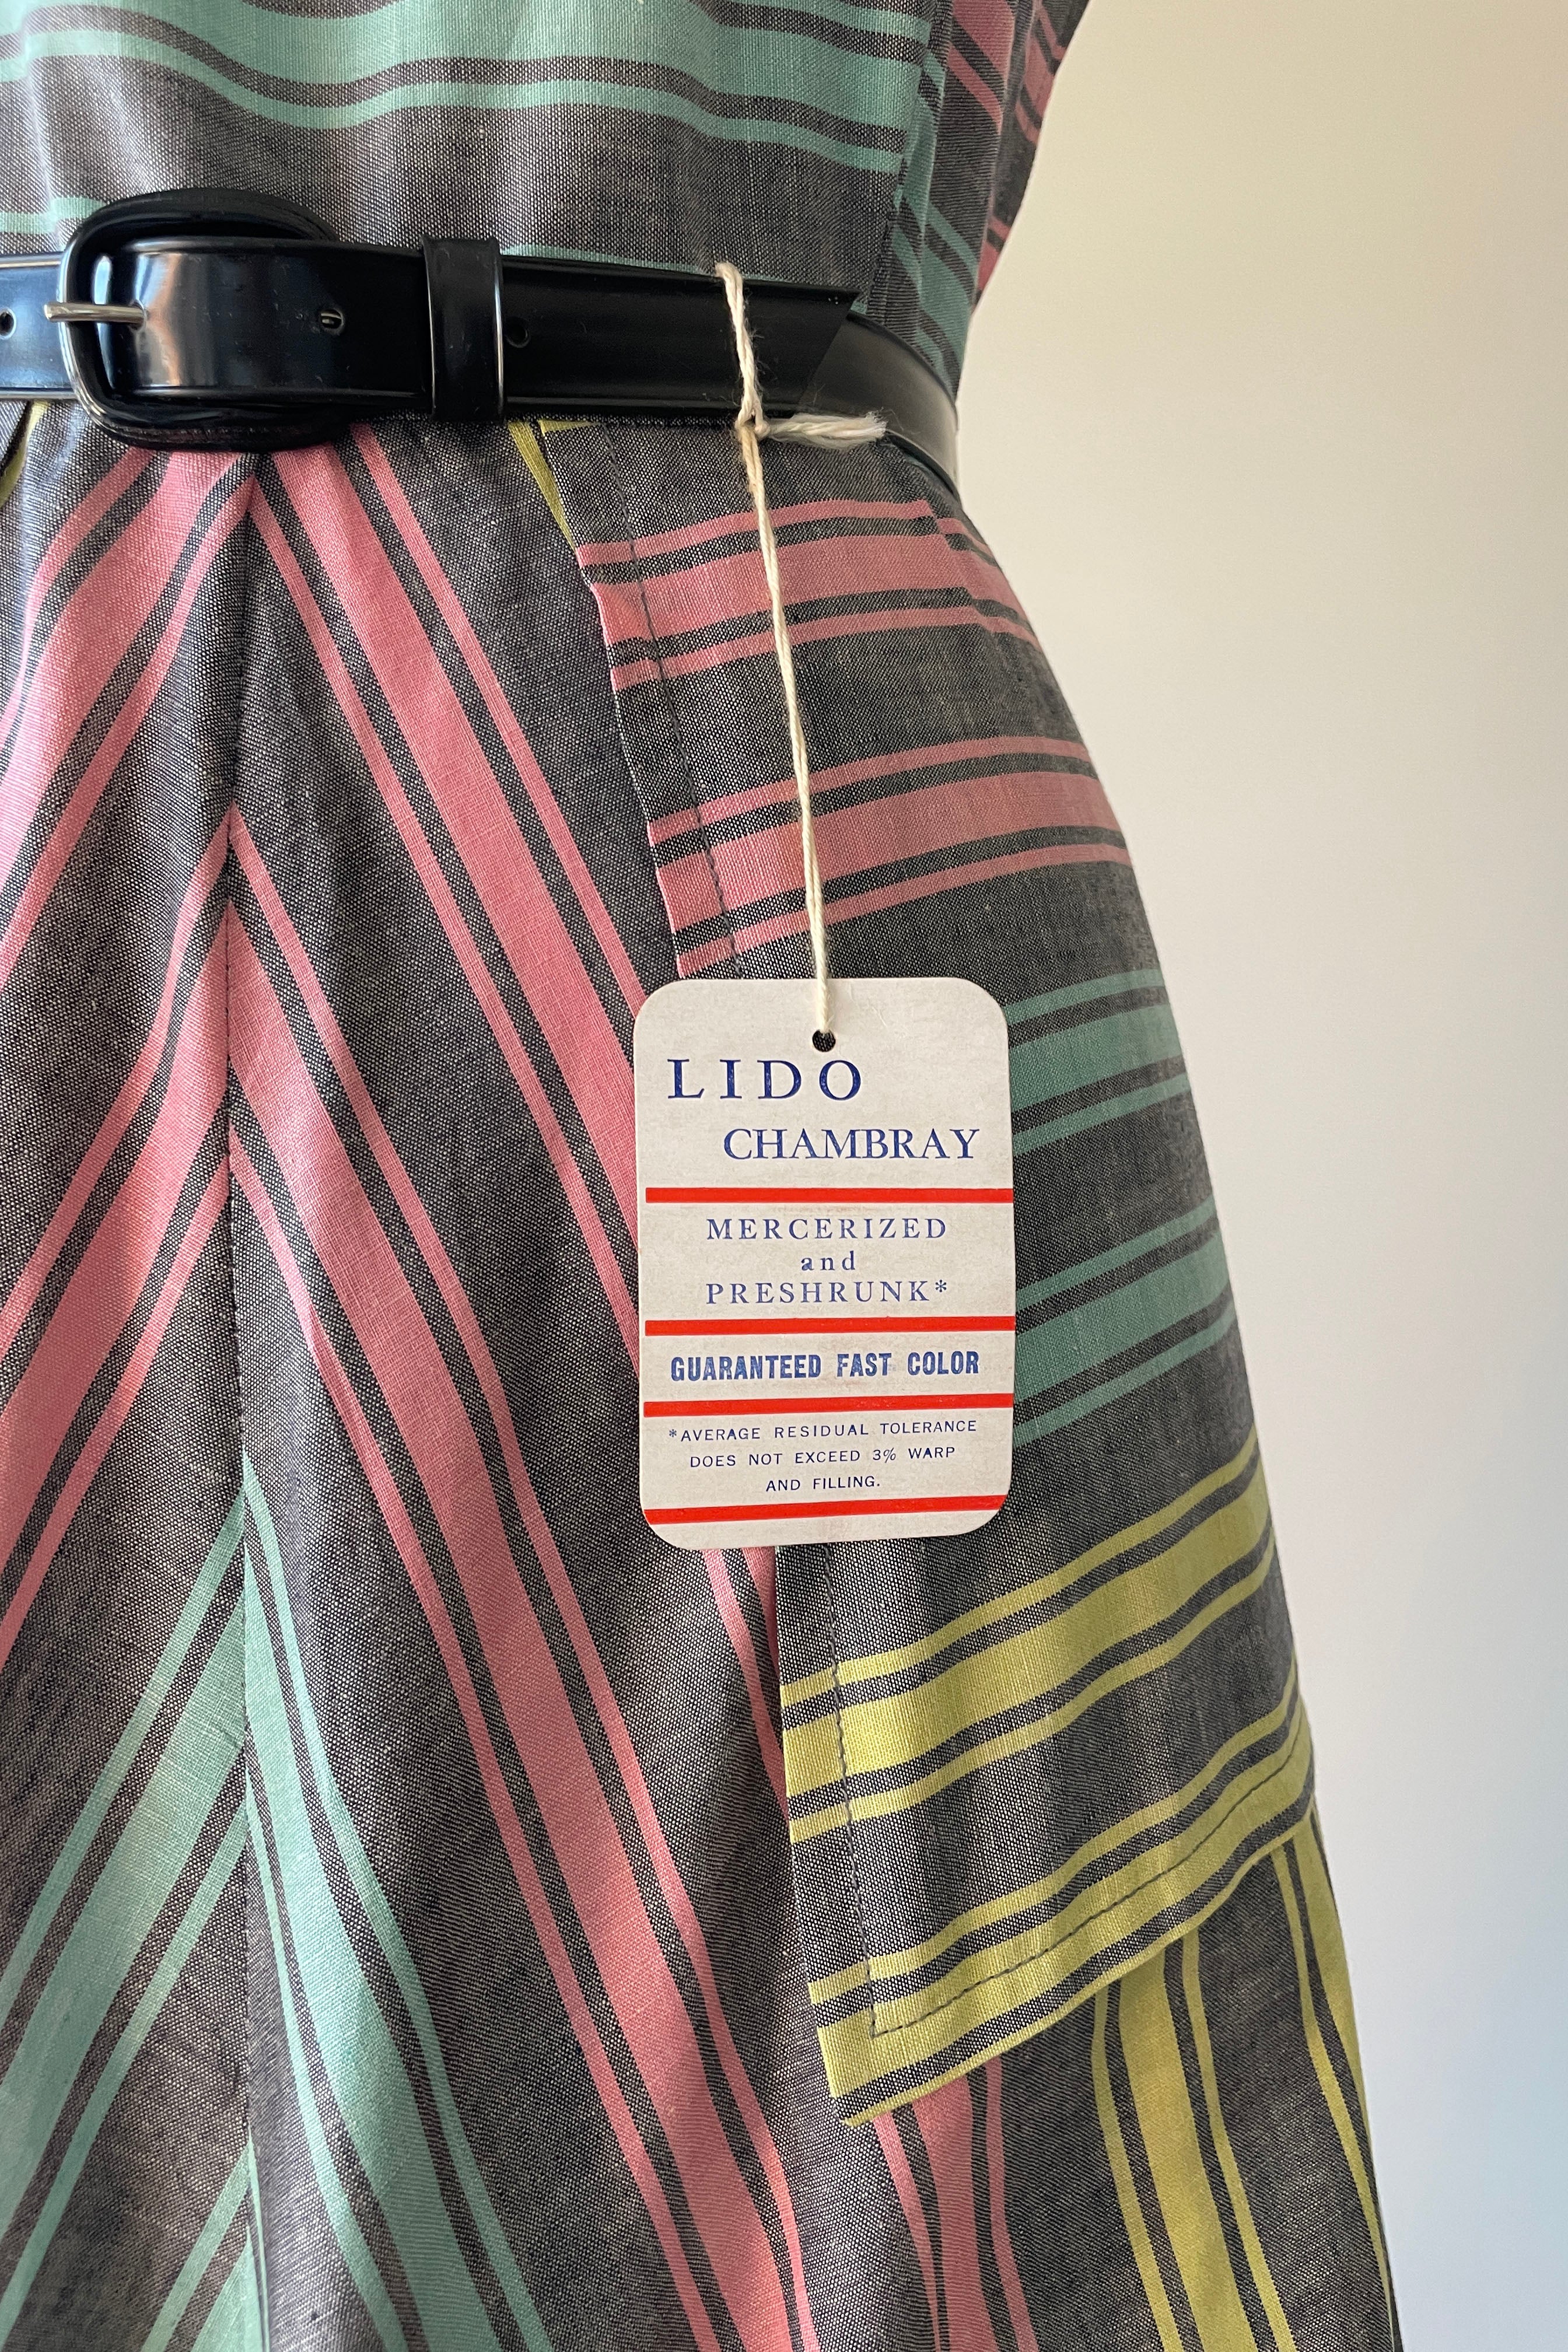 LIDO
CHAMBRAY
MERCERIZED
and
PRESHRUNK*
GUARANTEED FAST COLOR
*AVERAGE RESIDUAL TOLERANCE
DOES NOT EXCEED 3% WARP
AND FILLING.